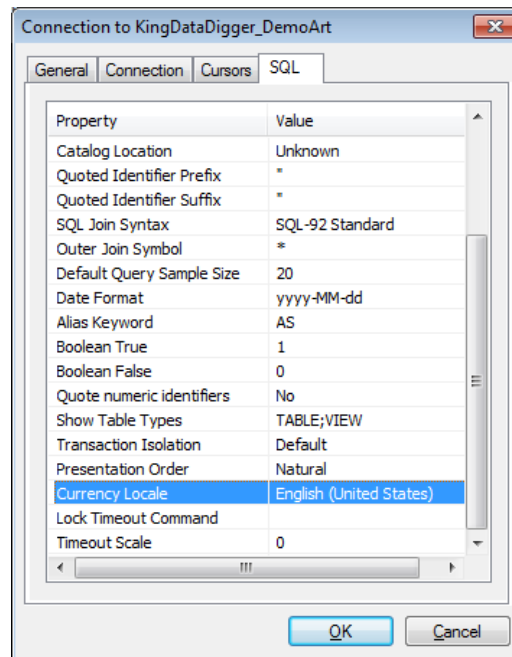 Connection to KingDataDigger_DemoArt
General Connection Cursors SQL
Property Value
Catalog Location Unknown
Quoted Identifier Prefix "
Quoted Identifier Suffix "
SQL Join Syntax SQL-92 Standard
Outer Join Symbol *
Default Query Sample Size 20
Date Format yyyy-MM-dd
Alias Keyword AS
Boolean True 1
Boolean False 0
Quote numeric identifiers No
Show Table Types TABLE;VIEW
Transaction Isolation Default
Presentation Order Natural
Currency Locale English (United States)
Lock Timeout Command
Timeout Scale 0
OK Cancel